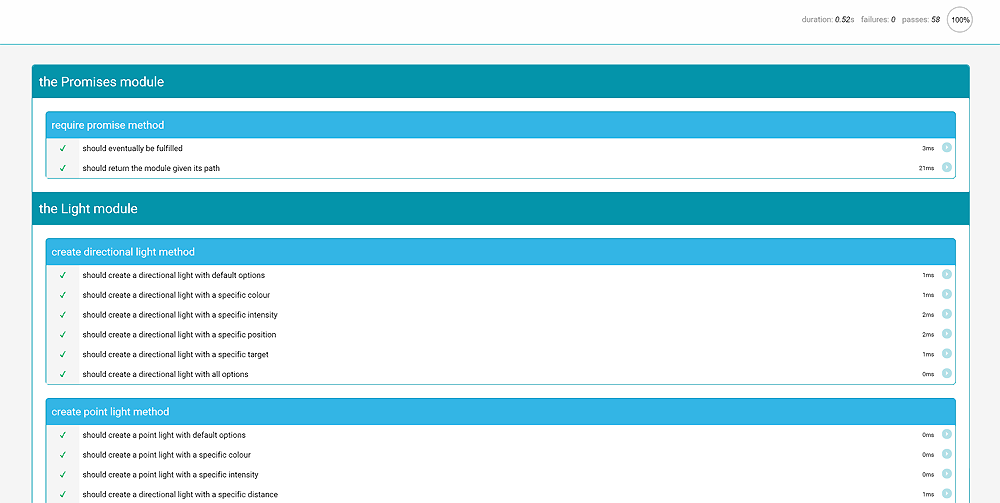 duration: 0.52s failures: 0 passes: 58 100%
the Promises module
require promise method
✓ should eventually be fulfilled 3ms
✓ should return the module given its path 21ms
the Light module
create directional light method
✓ should create a directional light with default options 1ms
✓ should create a directional light with a specific colour 1ms
✓ should create a directional light with a specific intensity 2ms
✓ should create a directional light with a specific position 2ms
✓ should create a directional light with a specific target 1ms
✓ should create a directional light with all options 0ms
create point light method
✓ should create a point light with default options 0ms
✓ should create a point light with a specific colour 0ms
✓ should create a point light with a specific intensity 0ms
✓ should create a directional light with a specific distance 1ms